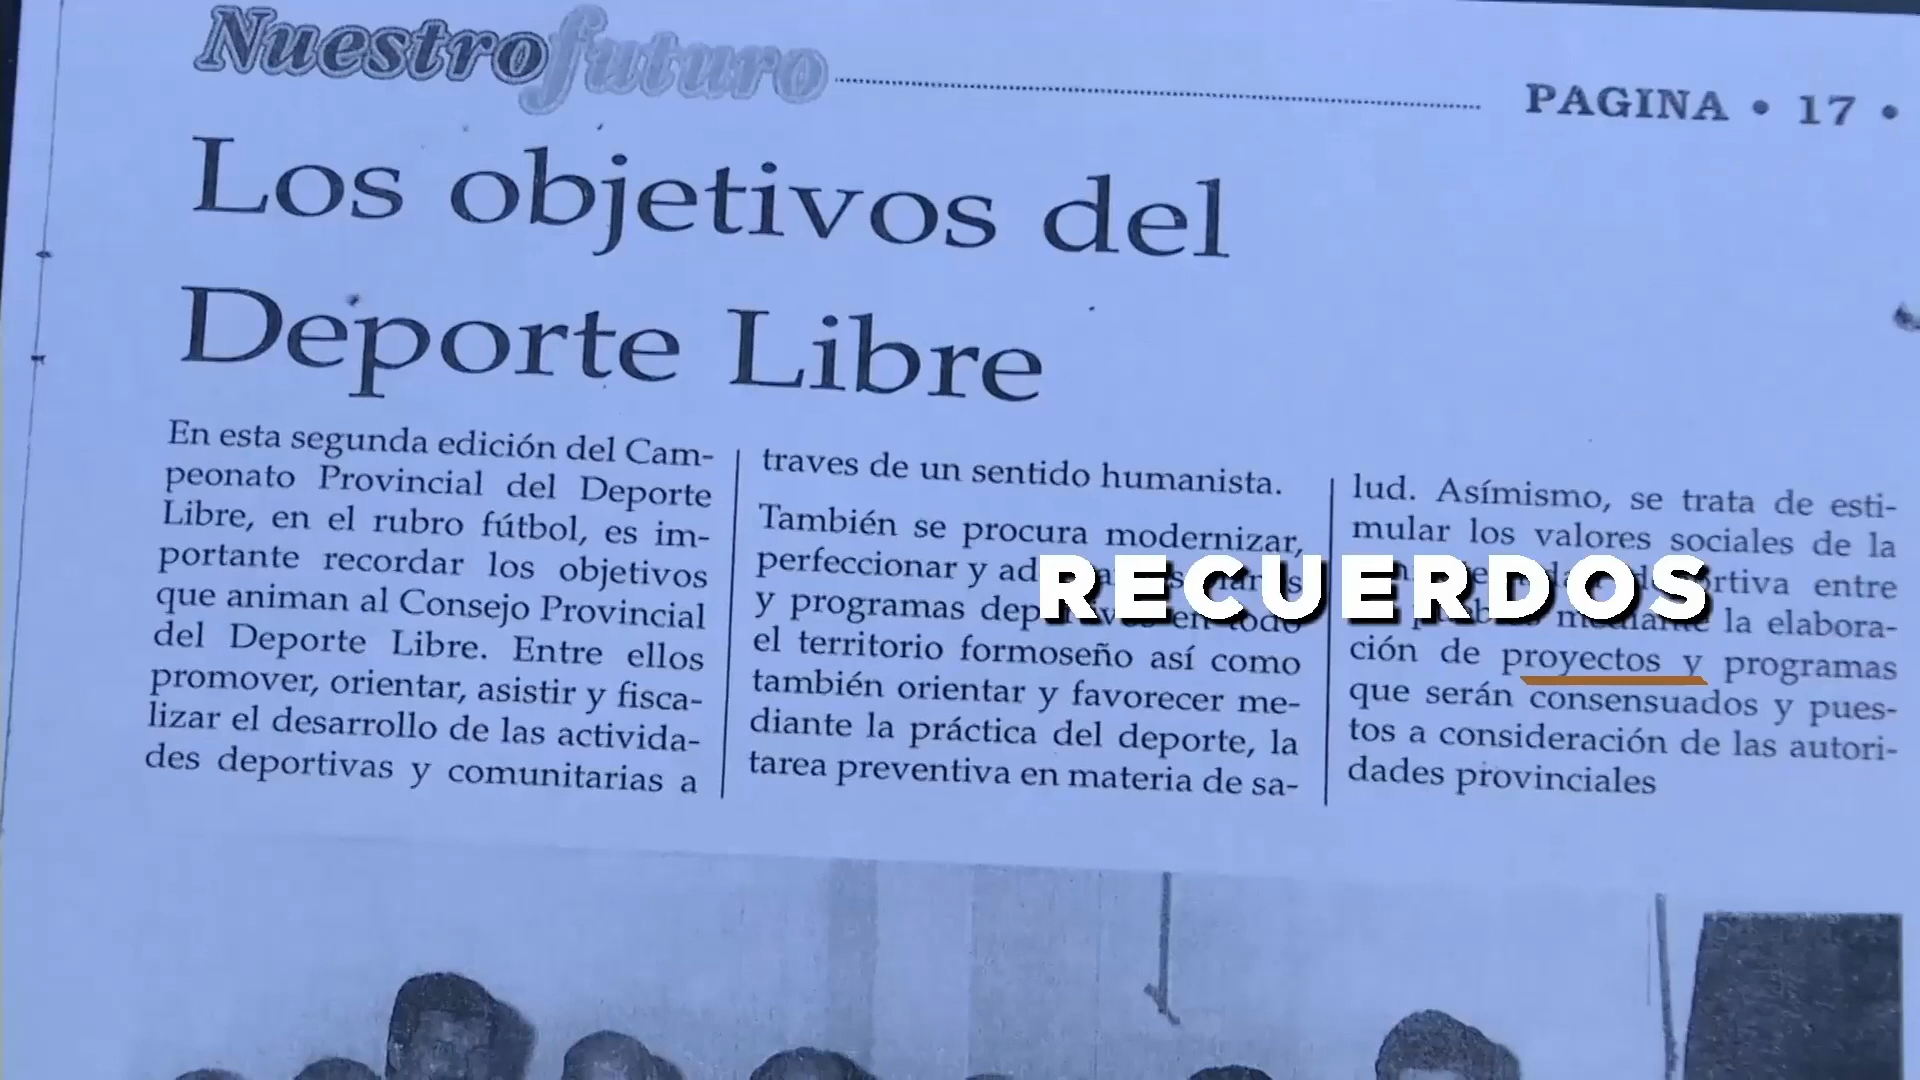 Nuestro futuro
PAGINA • 17 •
Los objetivos del
Deporte Libre
En esta segunda edición del Cam-
peonato Provincial del Deporte
Libre, en el rubro fútbol, es im-
portante recordar los objetivos
que animan al Consejo Provincial
del Deporte Libre. Entre ellos
promover, orientar, asistir y fisca-
lizar el desarrollo de las activida-
des deportivas y comunitarias a
traves de un sentido humanista.
También se procura modernizar,
perfeccionar y
y programas en todo
el territorio formoseño así como
también orientar y favorecer me-
diante la práctica del deporte, la
tarea preventiva en materia de sa-
lud. Asímismo, se trata de esti-
mular los valores sociales de la
entre
mediante la elabora-
ción de proyectos y programas
que serán consensuados y pues-
tos a consideración de las autori-
dades provinciales
RECUERDOS